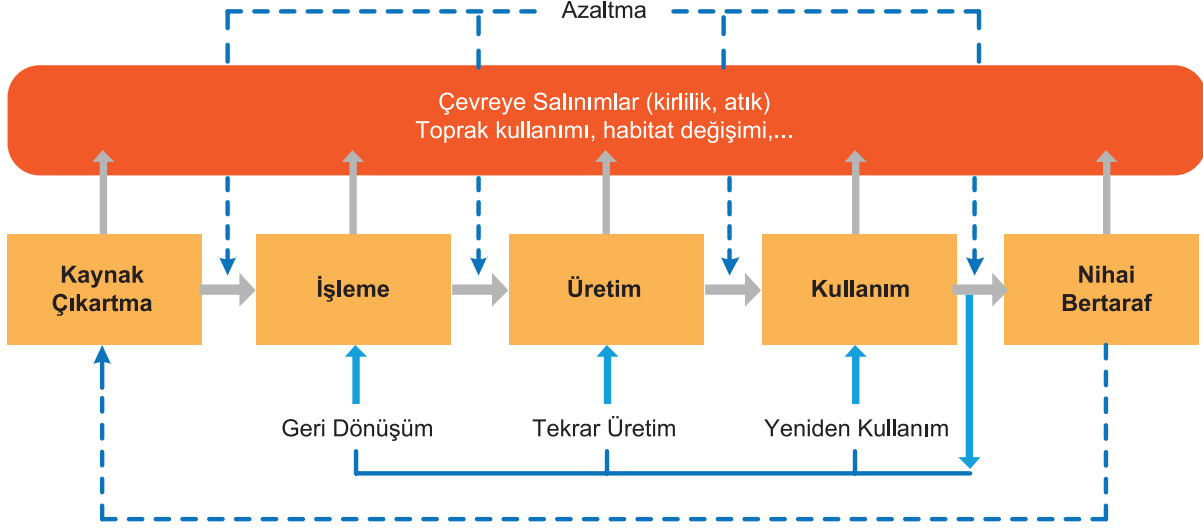 Azaltma
Çevreye Salınımlar (kirlilik, atık)
Toprak kullanımı, habitat değişimi,...
Kaynak
Çıkartma
İşleme
Üretim
Kullanım
Nihai
Bertaraf
Geri Dönüşüm
Tekrar Üretim
Yeniden Kullanım